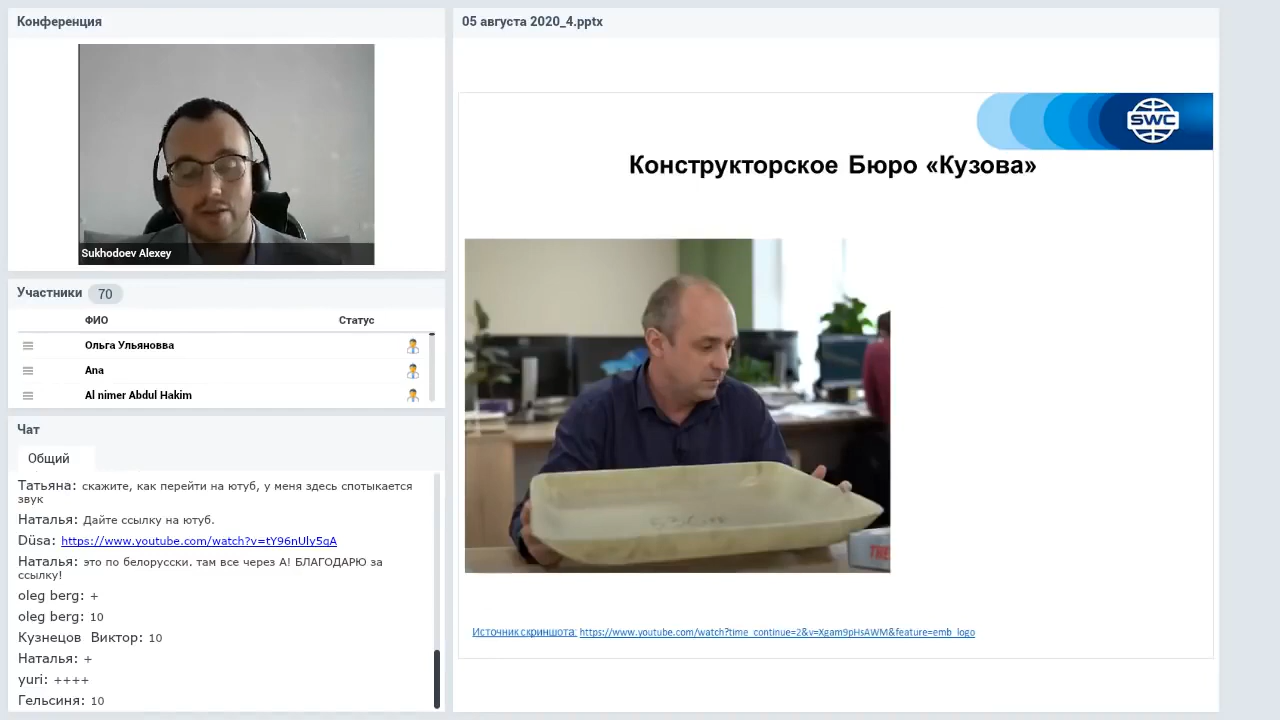 Конференция
Sukhodoev Alexey
Участники 70
ФИО Статус
Ольга Ульяновва
Ana
Al nimer Abdul Hakim
Чат
Общий
Татьяна: скажите, как перейти на ютуб, у меня здесь спотыкается
звук
Наталья: Дайте ссылку на ютуб.
Düsa: https://www.youtube.com/watch?v=tY96nUly5qA
Наталья: это по белорусски. там все через А! БЛАГОДАРЮ за
ссылку!
oleg berg: +
oleg berg: 10
Кузнецов Виктор: 10
Наталья: +
yuri: ++++
Гельсиня: 10
05 августа 2020_4.pptx
SWC
Конструкторское Бюро «Кузова»
Источник скриншота: https://www.youtube.com/watch?time_continue=2&v=Xgam9pHsAWM&feature=emb_logo